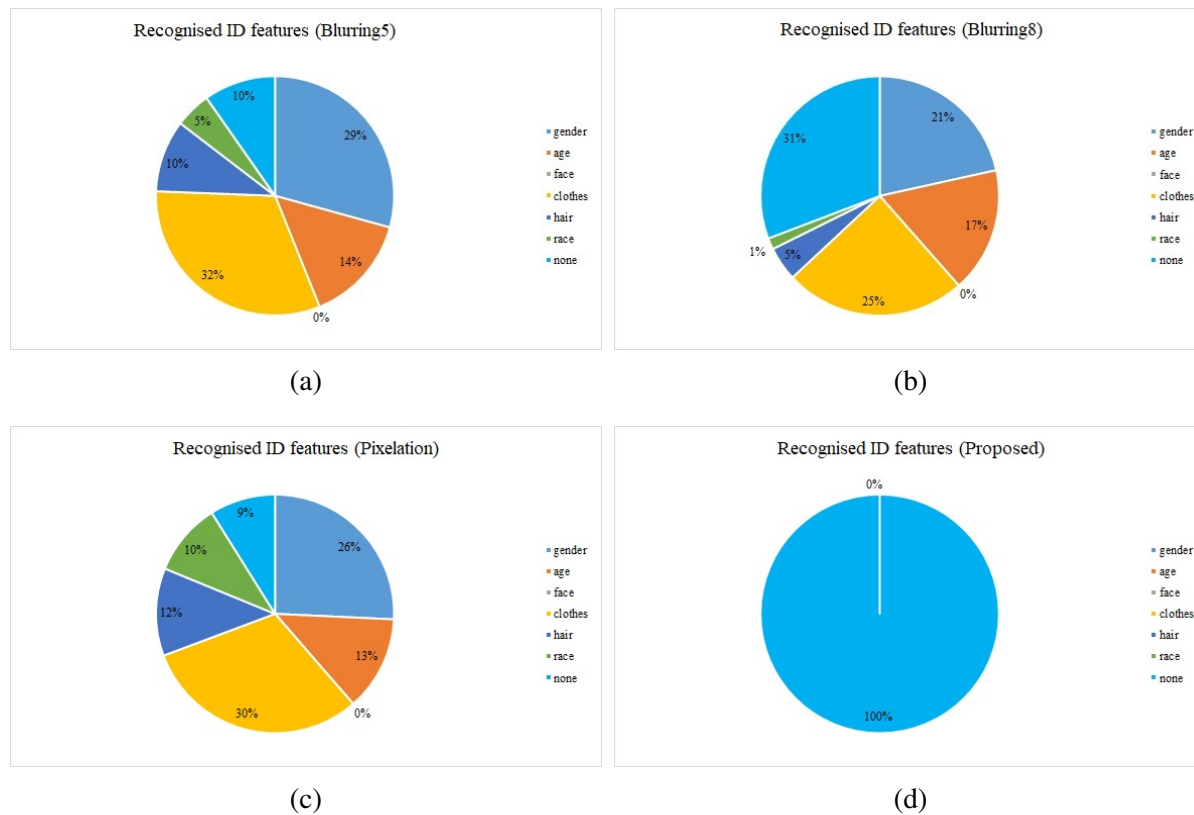 Recognised ID features (Blurring5)
10%
5%
29%
10%
14%
32%
0%
gender
age
face
clothes
hair
race
none
(a)
Recognised ID features (Blurring8)
21%
31%
17%
1%
5%
0%
25%
gender
age
face
clothes
hair
race
none
(b)
Recognised ID features (Pixelation)
9%
10%
26%
12%
13%
30%
0%
gender
age
face
clothes
hair
race
none
(c)
Recognised ID features (Proposed)
0%
100%
gender
age
face
clothes
hair
race
none
(d)